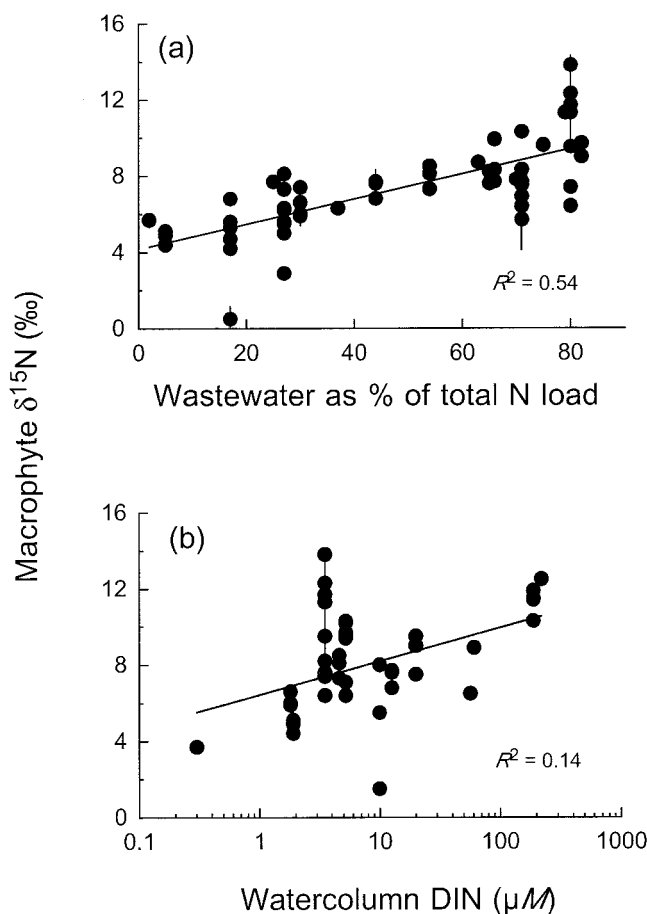 (a)
16
12
8
4
0
R² = 0.54
0 20 40 60 80
Wastewater as % of total N load
Macrophyte δ¹⁵N (‰)
(b)
16
12
8
4
0
R² = 0.14
0.1 1 10 100 1000
Watercolumn DIN (μM)